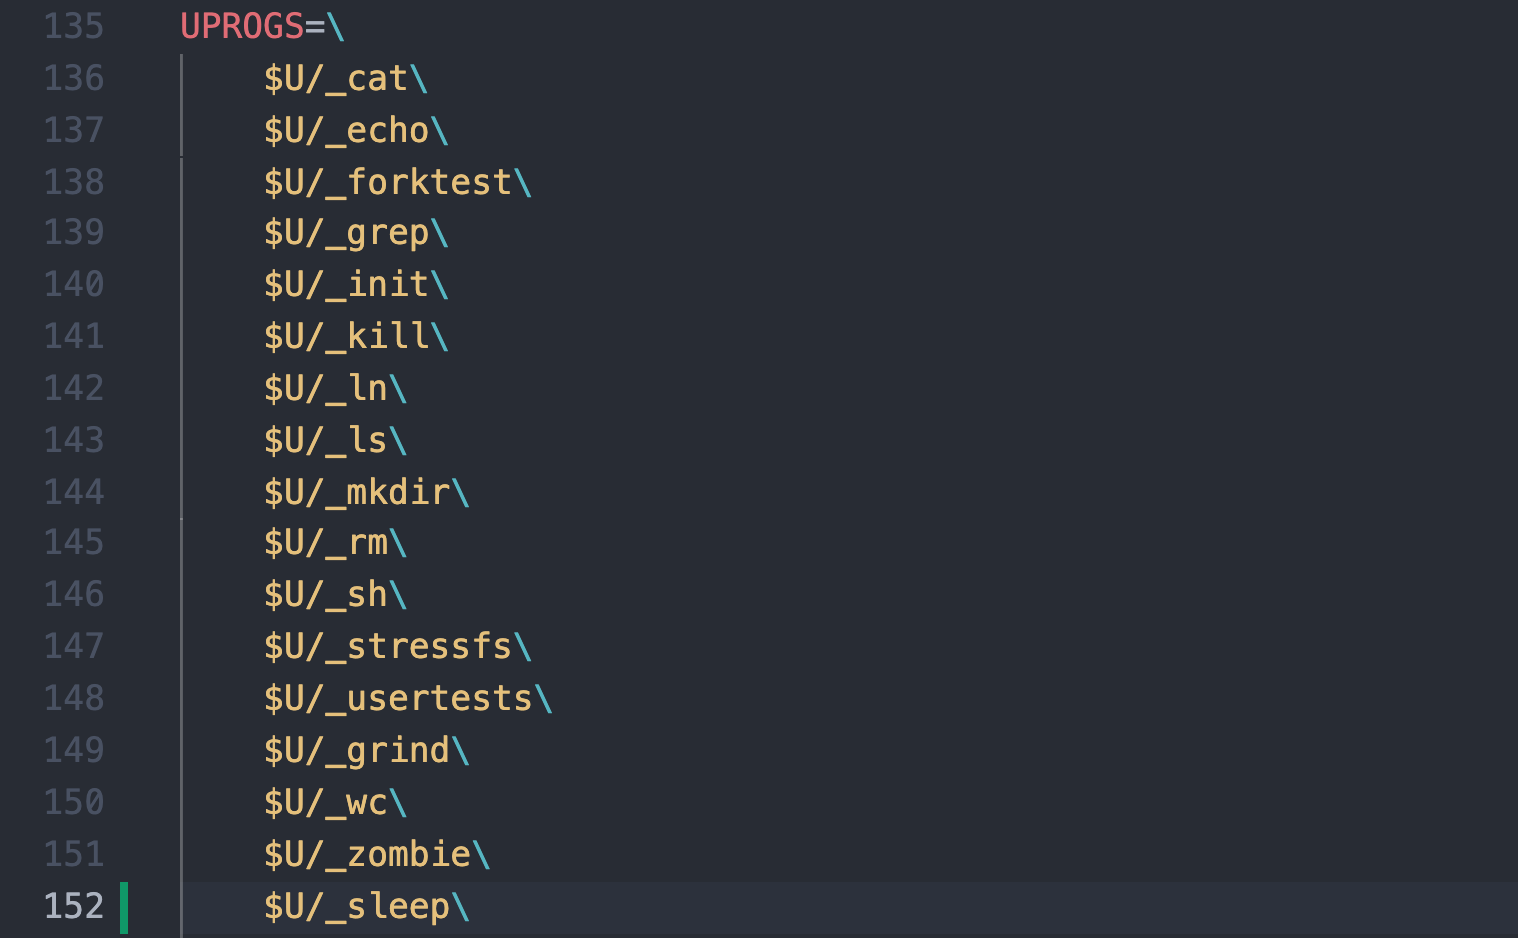 135 UPROGS=\
136 $U/_cat\
137 $U/_echo\
138 $U/_forktest\
139 $U/_grep\
140 $U/_init\
141 $U/_kill\
142 $U/_ln\
143 $U/_ls\
144 $U/_mkdir\
145 $U/_rm\
146 $U/_sh\
147 $U/_stressfs\
148 $U/_usertests\
149 $U/_grind\
150 $U/_wc\
151 $U/_zombie\
152 $U/_sleep\